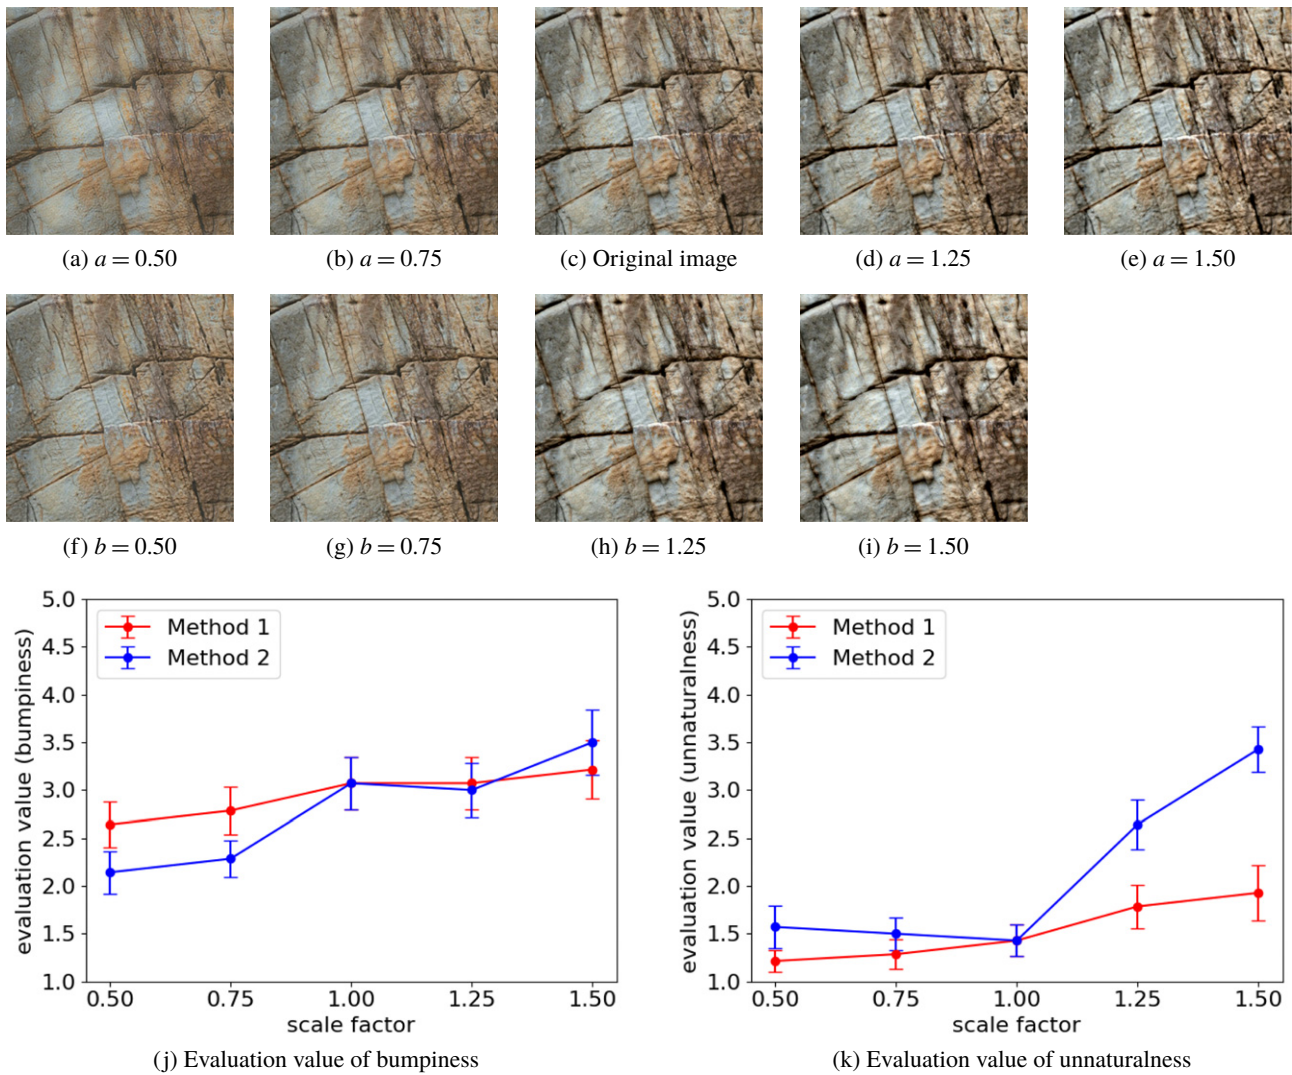 (a) a = 0.50
(b) a = 0.75
(c) Original image
(d) a = 1.25
(e) a = 1.50
(f) b = 0.50
(g) b = 0.75
(h) b = 1.25
(i) b = 1.50
5.0
4.5
4.0
3.5
3.0
2.5
2.0
1.5
1.0
evaluation value (bumpiness)
Method 1
Method 2
0.50 0.75 1.00 1.25 1.50
scale factor
(j) Evaluation value of bumpiness
5.0
4.5
4.0
3.5
3.0
2.5
2.0
1.5
1.0
evaluation value (unnaturalness)
Method 1
Method 2
0.50 0.75 1.00 1.25 1.50
scale factor
(k) Evaluation value of unnaturalness